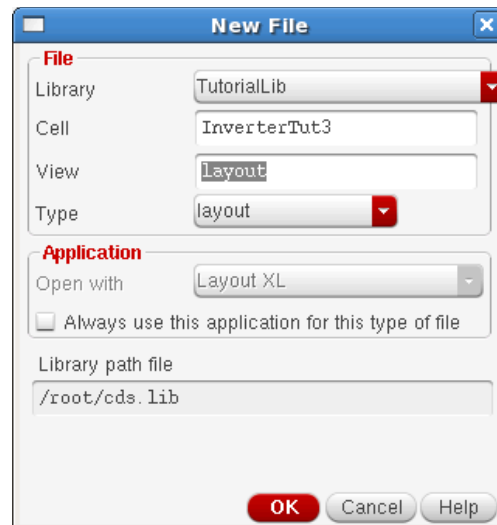 New File
File
Library TutorialLib
Cell InverterTut3
View layout
Type layout
Application
Open with Layout XL
Always use this application for this type of file
Library path file
/root/cds.lib
OK Cancel Help